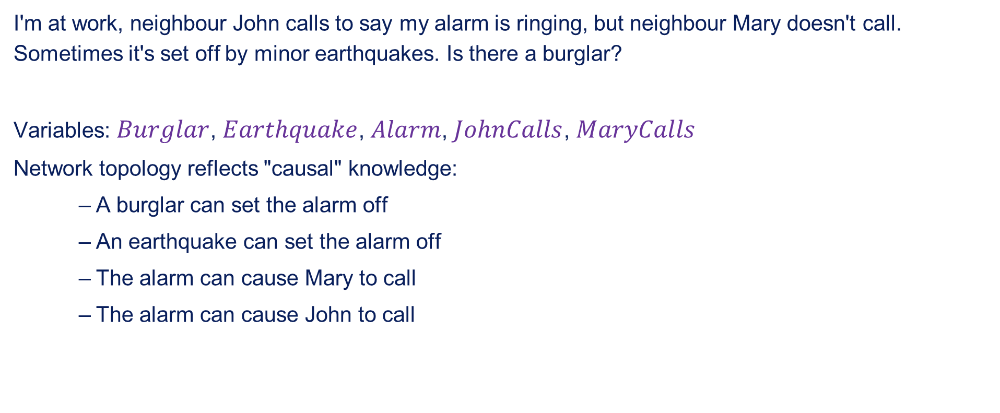 I'm at work, neighbour John calls to say my alarm is ringing, but neighbour Mary doesn't call.
Sometimes it's set off by minor earthquakes. Is there a burglar?
Variables: Burglar, Earthquake, Alarm, JohnCalls, MaryCalls
Network topology reflects "causal" knowledge:
– A burglar can set the alarm off
– An earthquake can set the alarm off
– The alarm can cause Mary to call
– The alarm can cause John to call